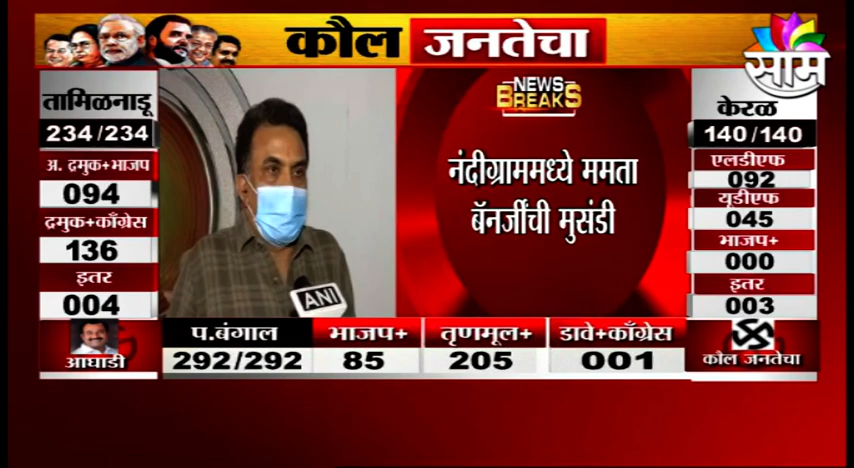 कौल जनतेचा
साम
तामिळनाडू
234/234
अ. द्रमुक+भाजप
094
द्रमुक+काँग्रेस
136
इतर
004
ANI
NEWS
BREAKS
नंदीग्राममध्ये ममता
बॅनर्जींची मुसंडी
केरळ
140/140
एलडीएफ
092
यूडीएफ
045
भाजप+
000
इतर
003
आघाडी
प.बंगाल
292/292
भाजप+
85
तृणमूल+
205
डावे+काँग्रेस
001
कौल जनतेचा